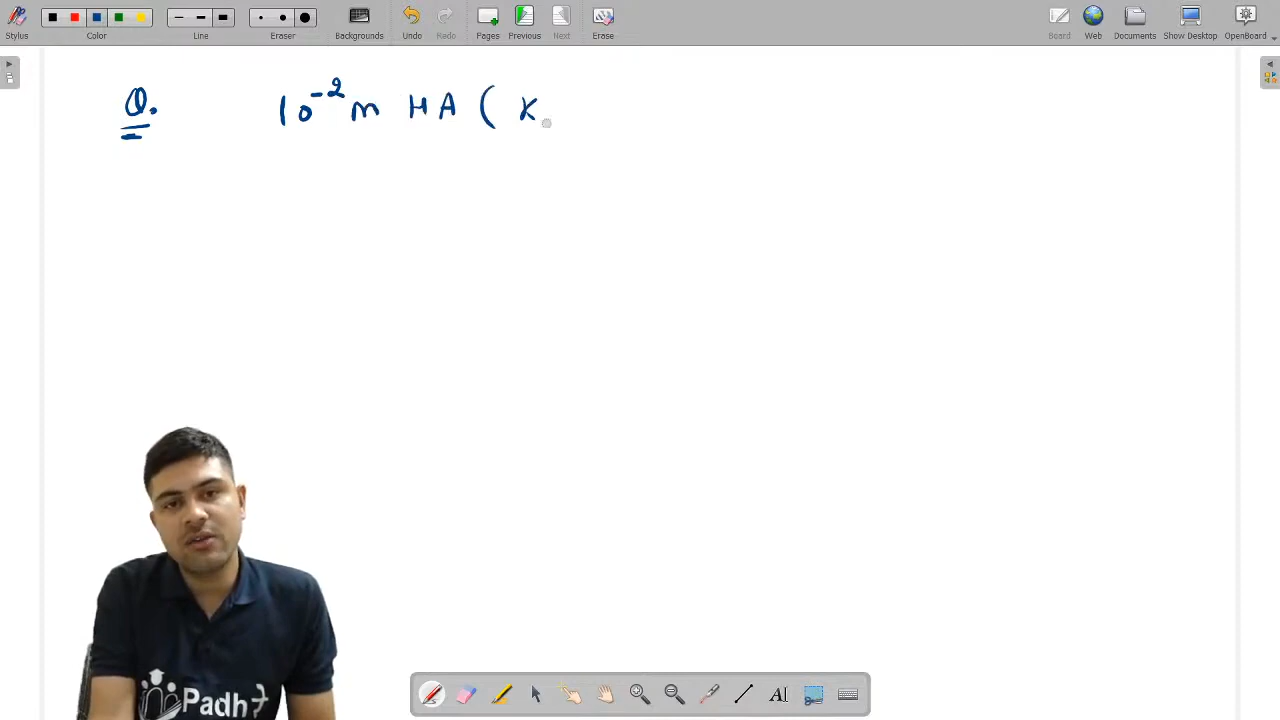 Stylus Color Line Eraser Backgrounds Undo Redo Pages Previous Next Erase Board Web Documents Show Desktop OpenBoard
Q. 10⁻² M HA ( K
Padh
AI